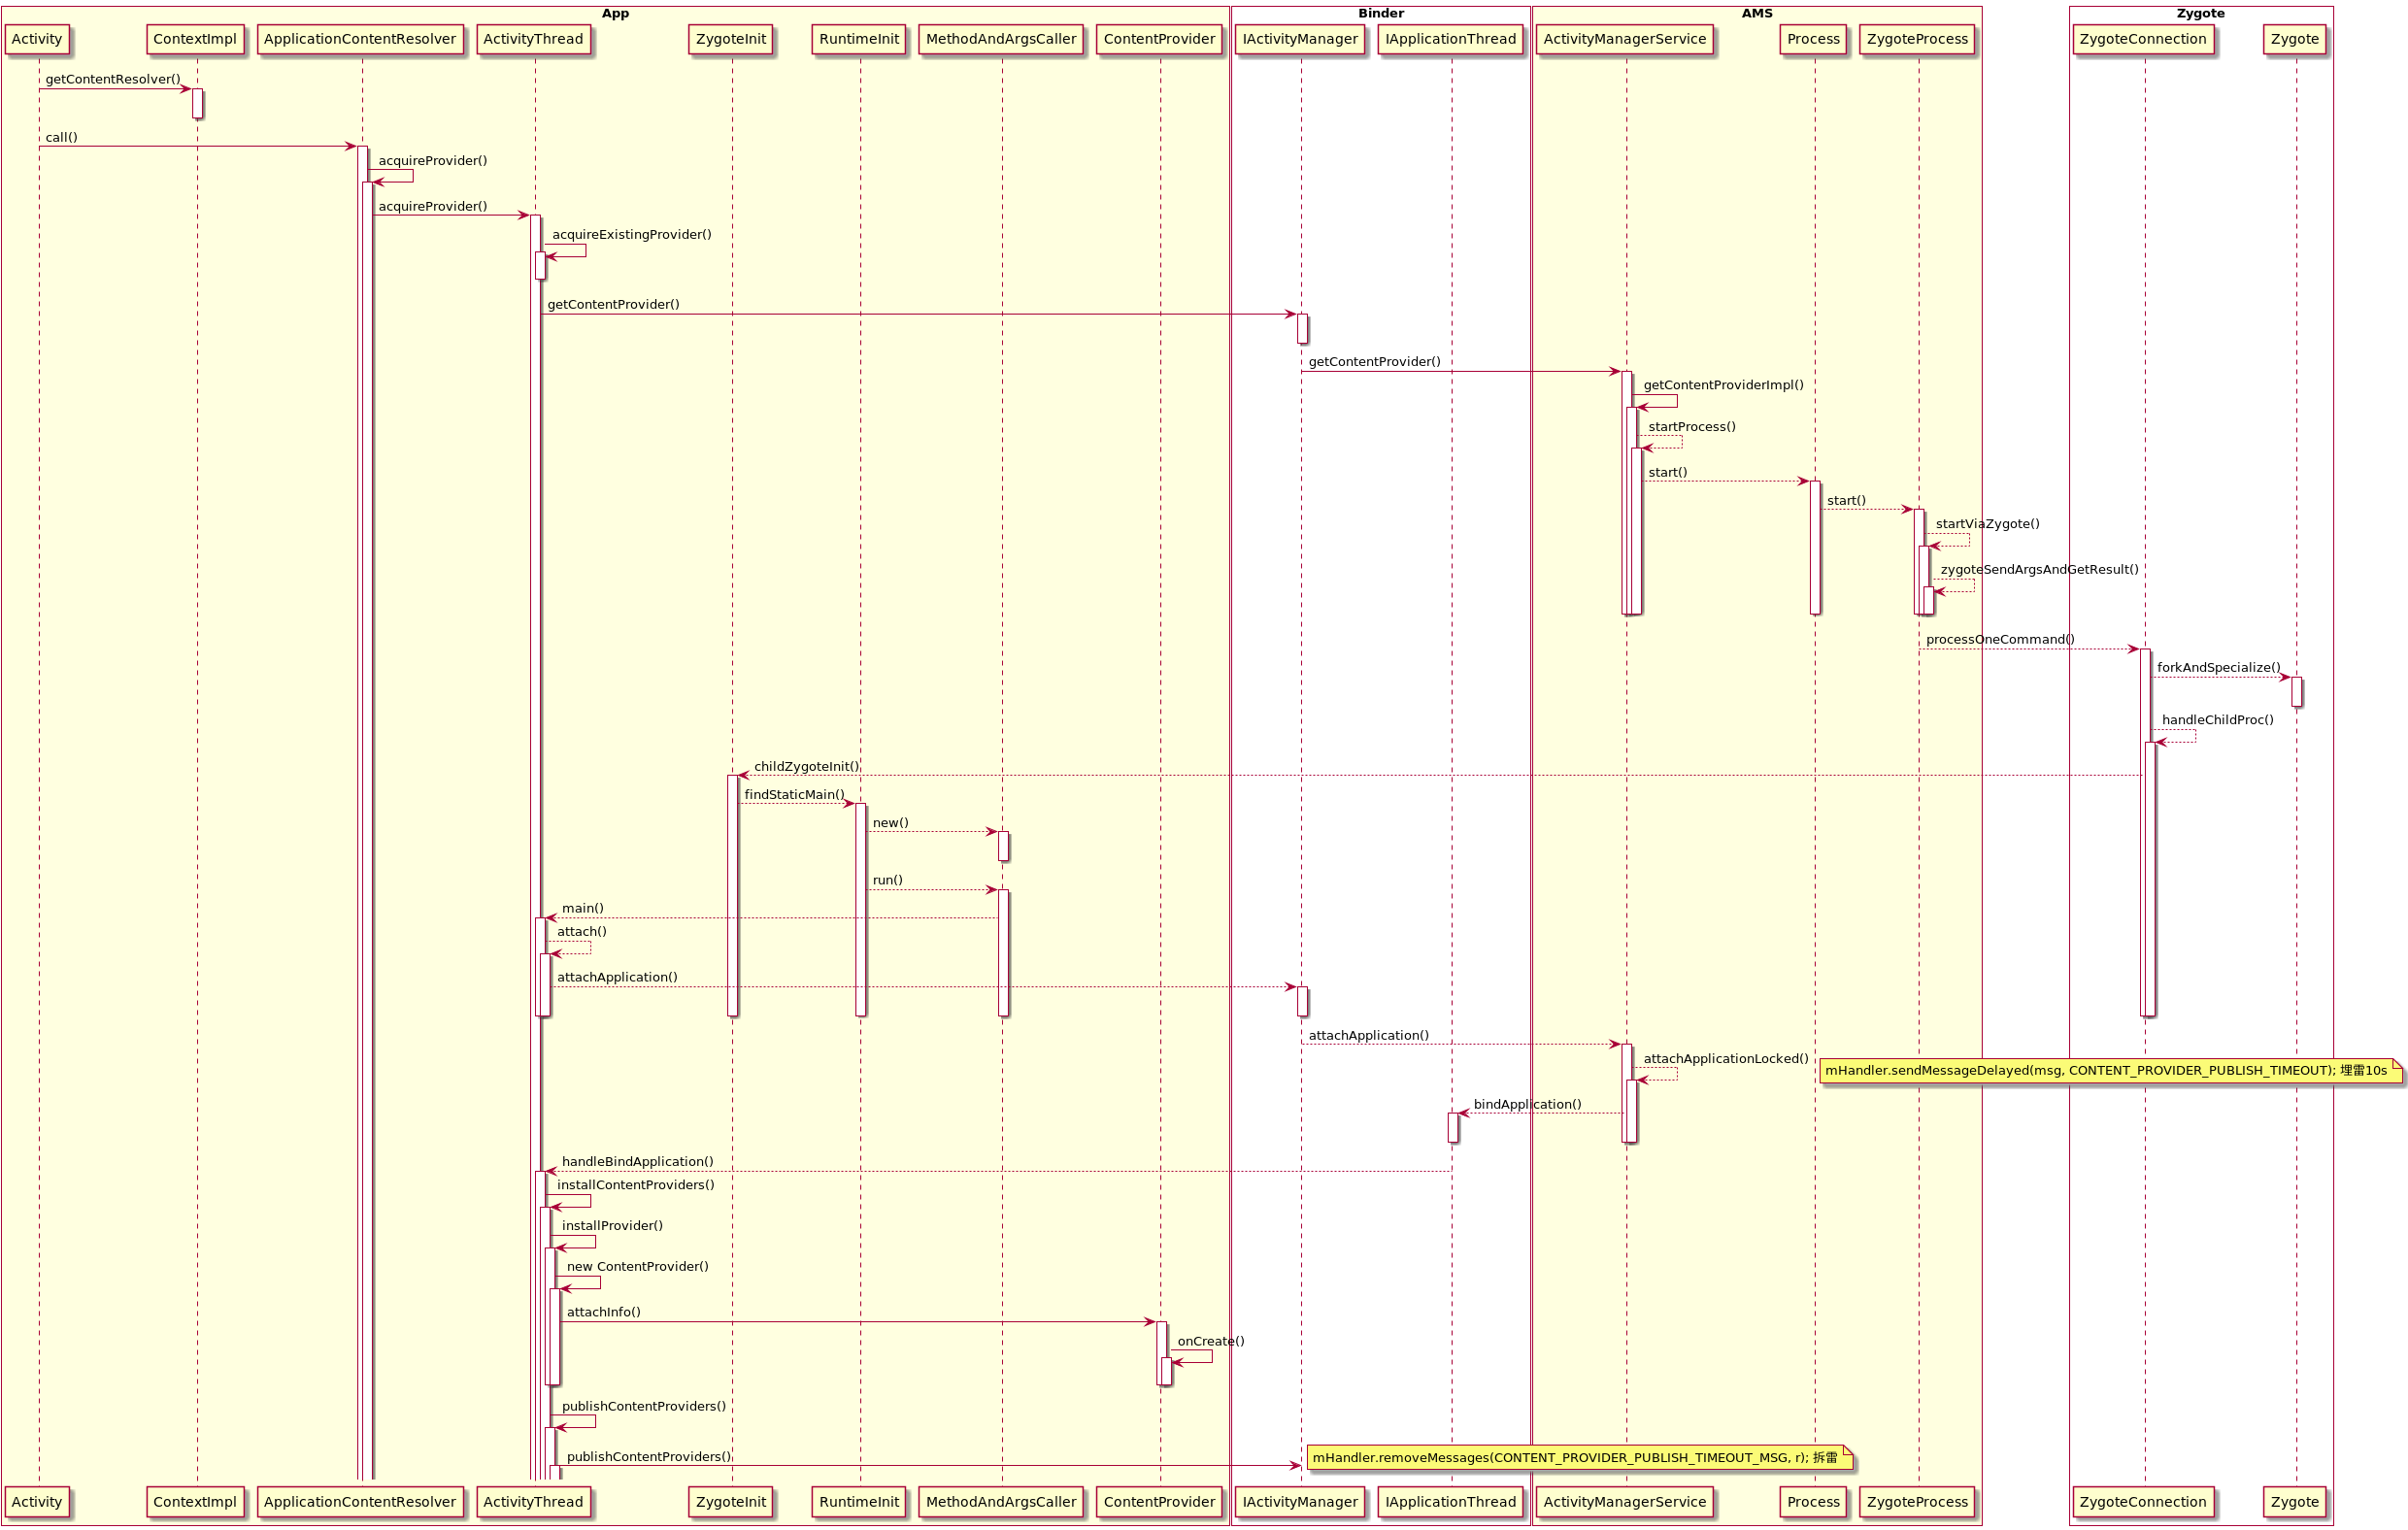 App
Binder
AMS
Zygote
Activity
ContextImpl
ApplicationContentResolver
ActivityThread
ZygoteInit
RuntimeInit
MethodAndArgsCaller
ContentProvider
IActivityManager
IApplicationThread
ActivityManagerService
Process
ZygoteProcess
ZygoteConnection
Zygote
getContentResolver()
call()
acquireProvider()
acquireProvider()
acquireExistingProvider()
getContentProvider()
getContentProvider()
getContentProviderImpl()
startProcess()
start()
start()
startViaZygote()
zygoteSendArgsAndGetResult()
processOneCommand()
forkAndSpecialize()
handleChildProc()
childZygoteInit()
findStaticMain()
new()
run()
main()
attach()
attachApplication()
attachApplication()
attachApplicationLocked()
mHandler.sendMessageDelayed(msg, CONTENT_PROVIDER_PUBLISH_TIMEOUT); 埋雷10s
bindApplication()
handleBindApplication()
installContentProviders()
installProvider()
new ContentProvider()
attachInfo()
onCreate()
publishContentProviders()
publishContentProviders()
mHandler.removeMessages(CONTENT_PROVIDER_PUBLISH_TIMEOUT_MSG, r); 拆雷
Activity
ContextImpl
ApplicationContentResolver
ActivityThread
ZygoteInit
RuntimeInit
MethodAndArgsCaller
ContentProvider
IActivityManager
IApplicationThread
ActivityManagerService
Process
ZygoteProcess
ZygoteConnection
Zygote